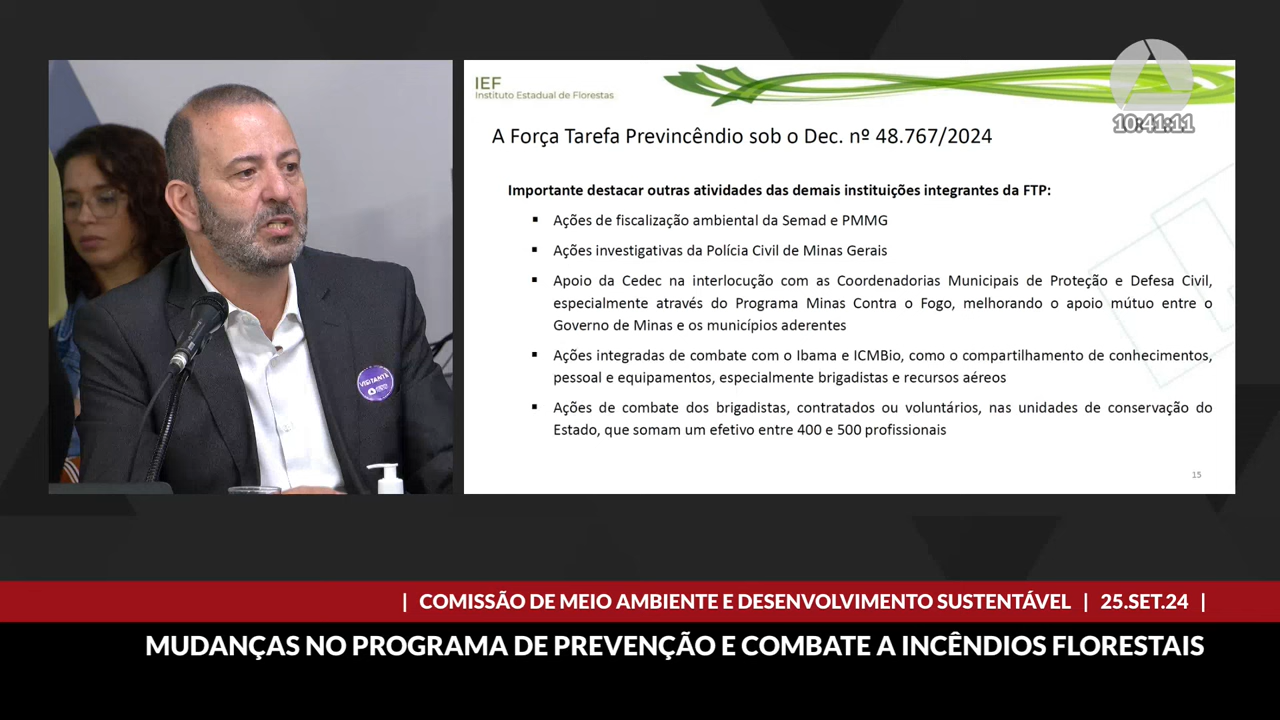 IEF
Instituto Estadual de Florestas
10:41:11
A Força Tarefa Previncêndio sob o Dec. nº 48.767/2024
Importante destacar outras atividades das demais instituições integrantes da FTP:
▪ Ações de fiscalização ambiental da Semad e PMMG
▪ Ações investigativas da Polícia Civil de Minas Gerais
▪ Apoio da Cedec na interlocução com as Coordenadorias Municipais de Proteção e Defesa Civil,
especialmente através do Programa Minas Contra o Fogo, melhorando o apoio mútuo entre o
Governo de Minas e os municípios aderentes
▪ Ações integradas de combate com o Ibama e ICMBio, como o compartilhamento de conhecimentos,
pessoal e equipamentos, especialmente brigadistas e recursos aéreos
▪ Ações de combate dos brigadistas, contratados ou voluntários, nas unidades de conservação do
Estado, que somam um efetivo entre 400 e 500 profissionais
15
VISITANTE
| COMISSÃO DE MEIO AMBIENTE E DESENVOLVIMENTO SUSTENTÁVEL | 25.SET.24 |
MUDANÇAS NO PROGRAMA DE PREVENÇÃO E COMBATE A INCÊNDIOS FLORESTAIS